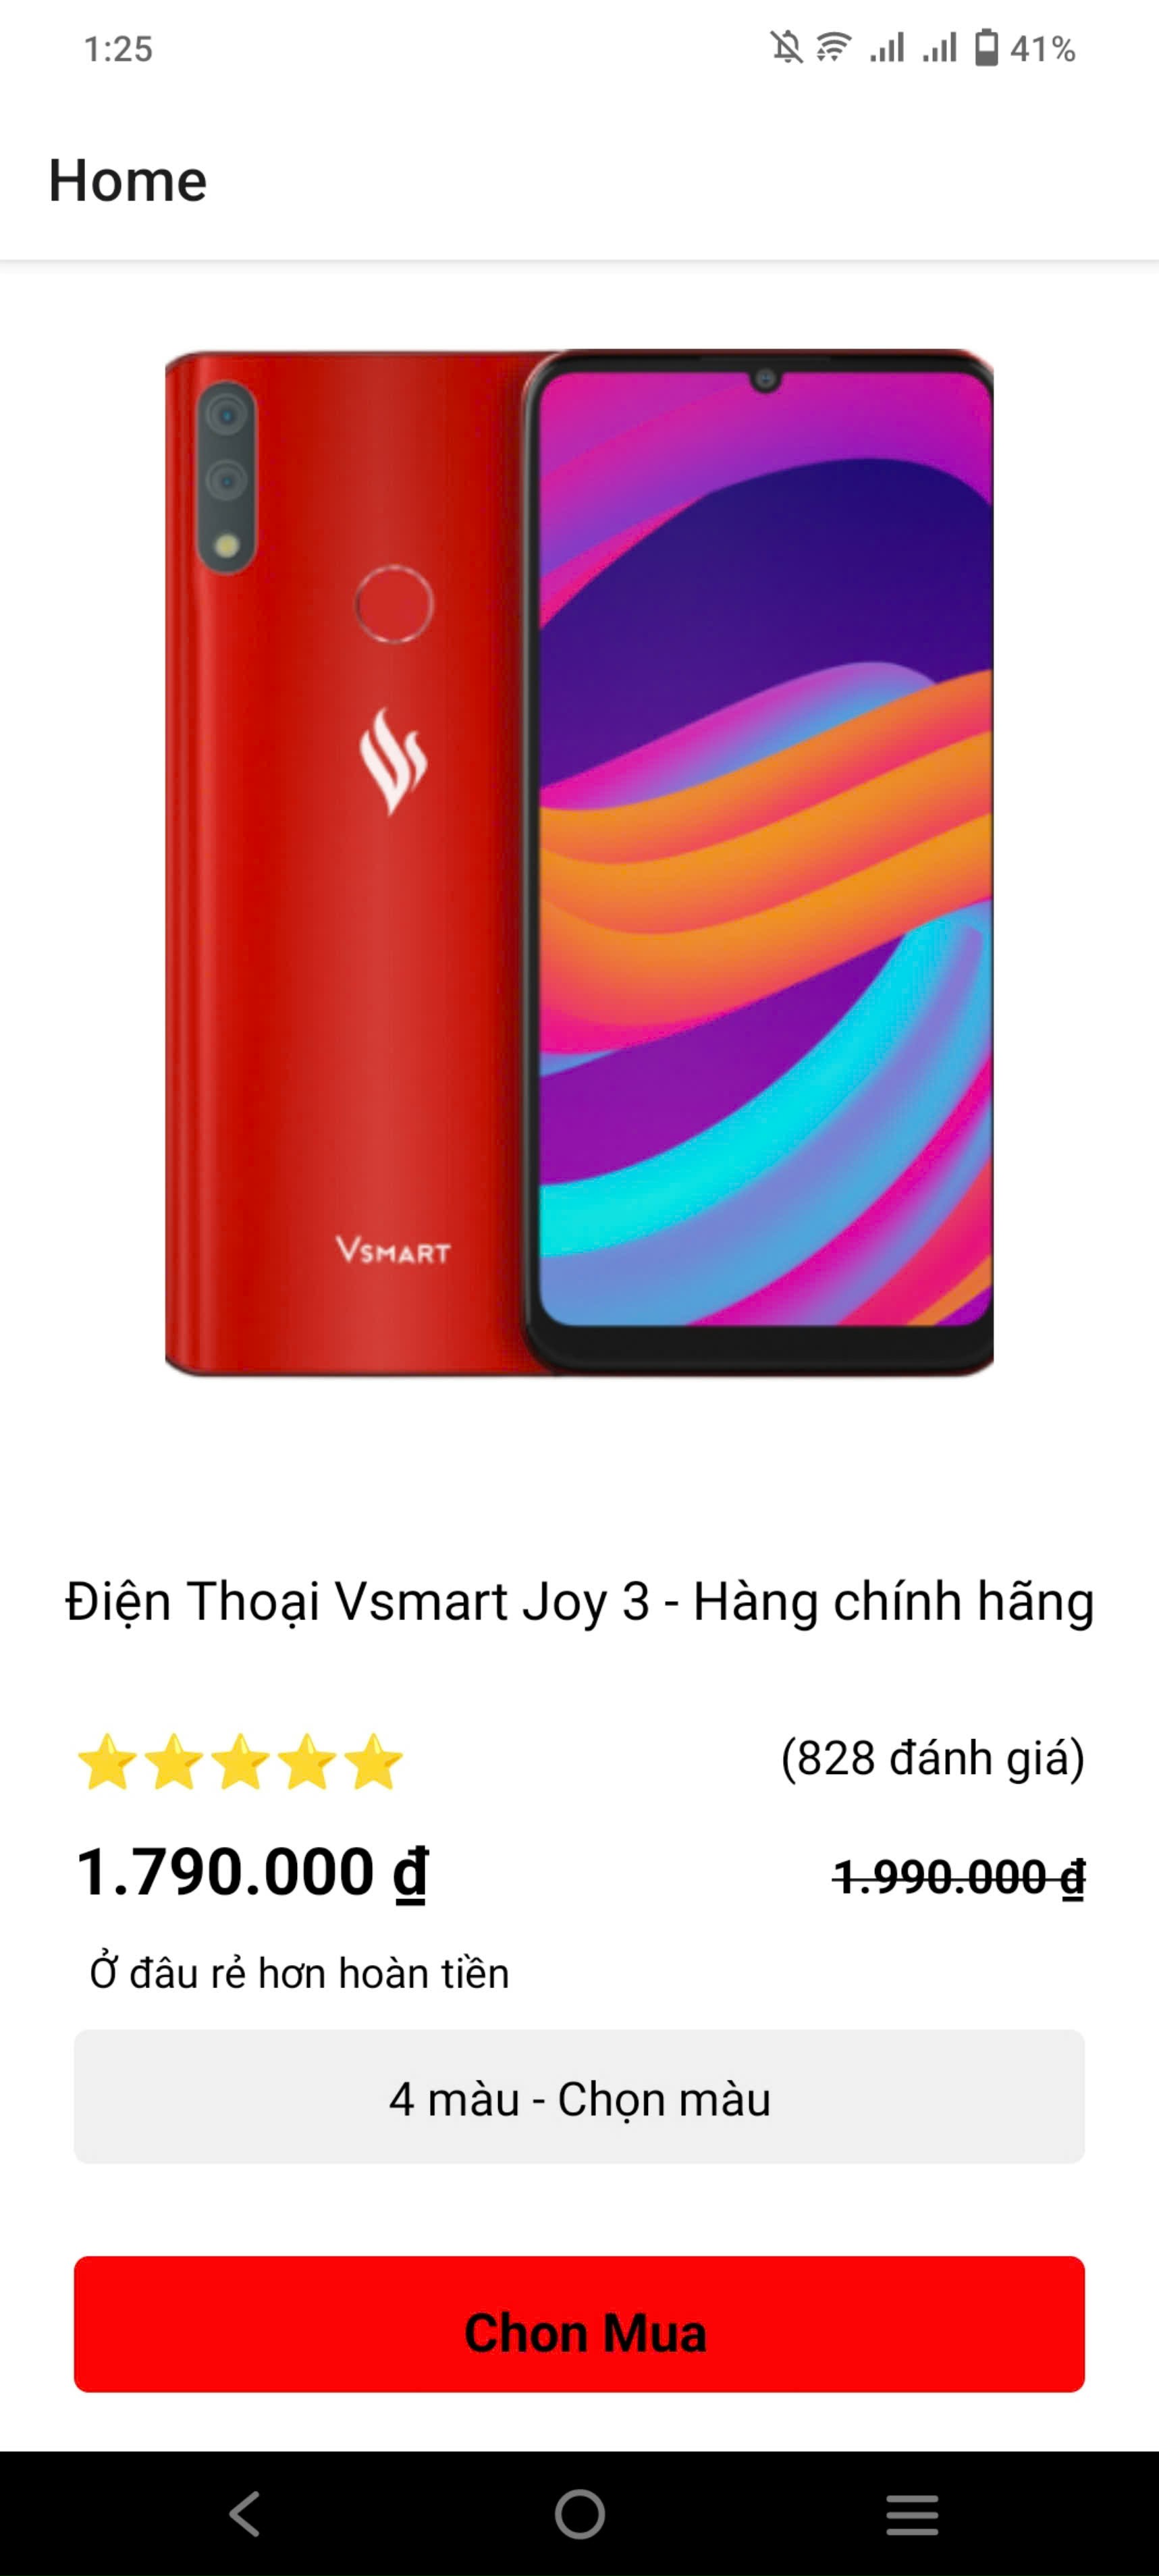 1:25
41%
Home
VSMART
Điện Thoại Vsmart Joy 3 - Hàng chính hãng
(828 đánh giá)
1.790.000 ₫
1.990.000 ₫
Ở đâu rẻ hơn hoàn tiền
4 màu - Chọn màu
Chon Mua